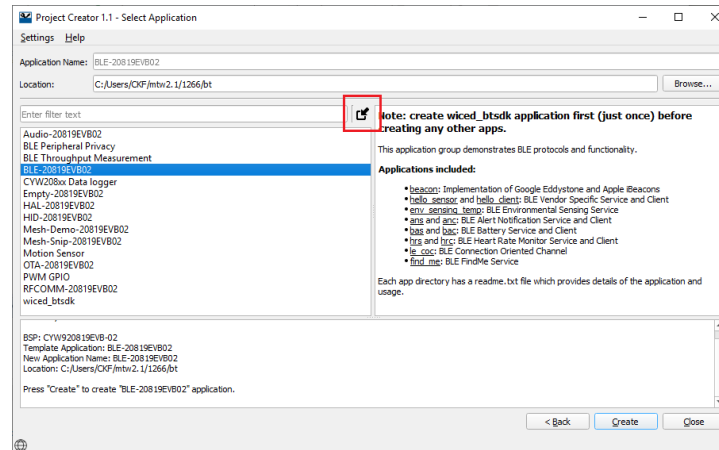 Project Creator 1.1 - Select Application
Settings Help
Application Name: BLE-20819EVB02
Location: C:/Users/CKF/mtw2.1/1266/bt Browse...
Enter filter text
Audio-20819EVB02
BLE Peripheral Privacy
BLE Throughput Measurement
BLE-20819EVB02
CYW208xx Data logger
Empty-20819EVB02
HAL-20819EVB02
HID-20819EVB02
Mesh-Demo-20819EVB02
Mesh-Snip-20819EVB02
Motion Sensor
OTA-20819EVB02
PWM GPIO
RFCOMM-20819EVB02
wiced_btsdk
Note: create wiced_btsdk application first (just once) before
creating any other apps.
This application group demonstrates BLE protocols and functionality.
Applications included:
• beacon: Implementation of Google Eddystone and Apple iBeacons
• hello_sensor and hello_client: BLE Vendor Specific Service and Client
• env_sensing_temp: BLE Environmental Sensing Service
• ans and anc: BLE Alert Notification Service and Client
• bas and bac: BLE Battery Service and Client
• hrs and hrc: BLE Heart Rate Monitor Service and Client
• le_coc: BLE Connection Oriented Channel
• find_me: BLE FindMe Service
Each app directory has a readme.txt file which provides details of the application and
usage.
BSP: CYW920819EVB-02
Template Application: BLE-20819EVB02
New Application Name: BLE-20819EVB02
Location: C:/Users/CKF/mtw2.1/1266/bt
Press "Create" to create "BLE-20819EVB02" application.
< Back Create Close